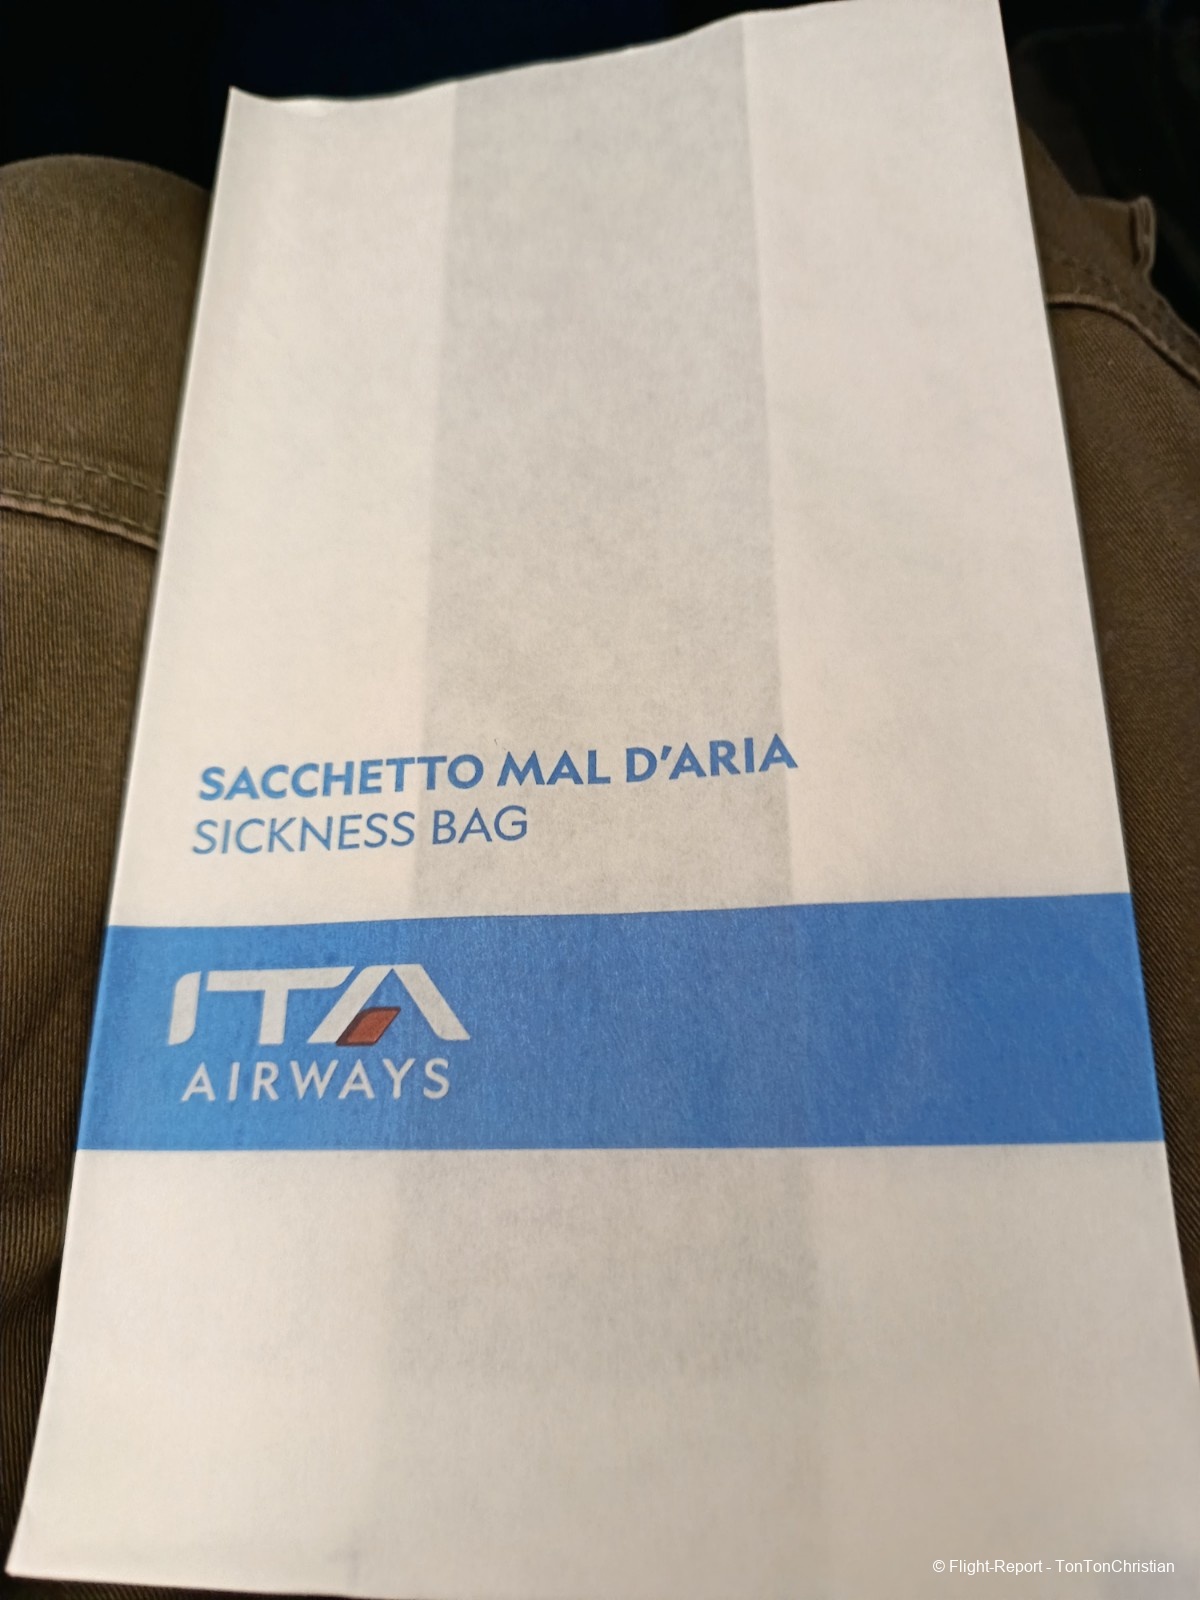 SACCHETTO MAL D'ARIA
SICKNESS BAG
ITA
AIRWAYS
© Flight-Report - TonTonChristian